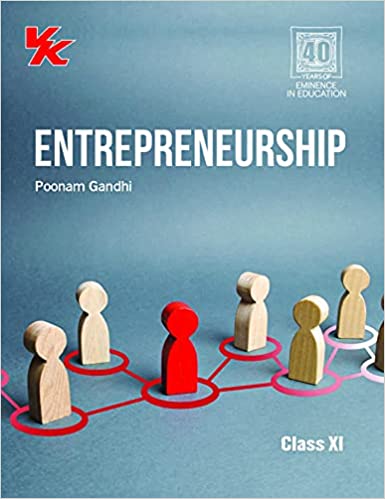 VK
40
YEARS OF
EMINENCE
IN EDUCATION
ENTREPRENEURSHIP
Poonam Gandhi
Class XI